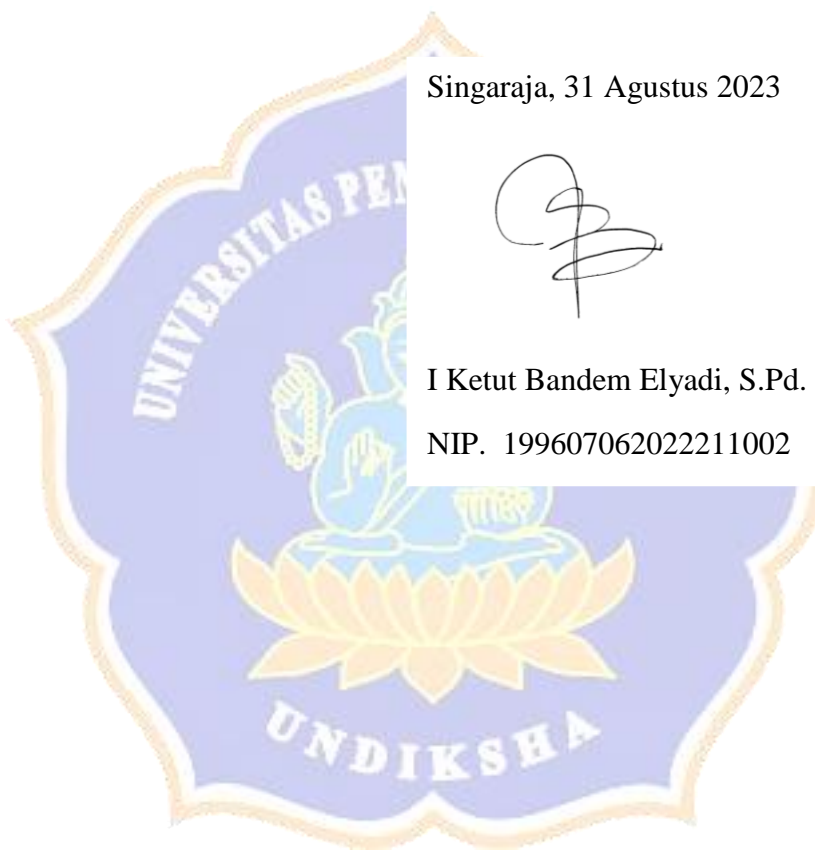 Singaraja, 31 Agustus 2023
UNIVERSITAS PEN
I Ketut Bandem Elyadi, S.Pd.
NIP. 199607062022211002
UNDIKSHA